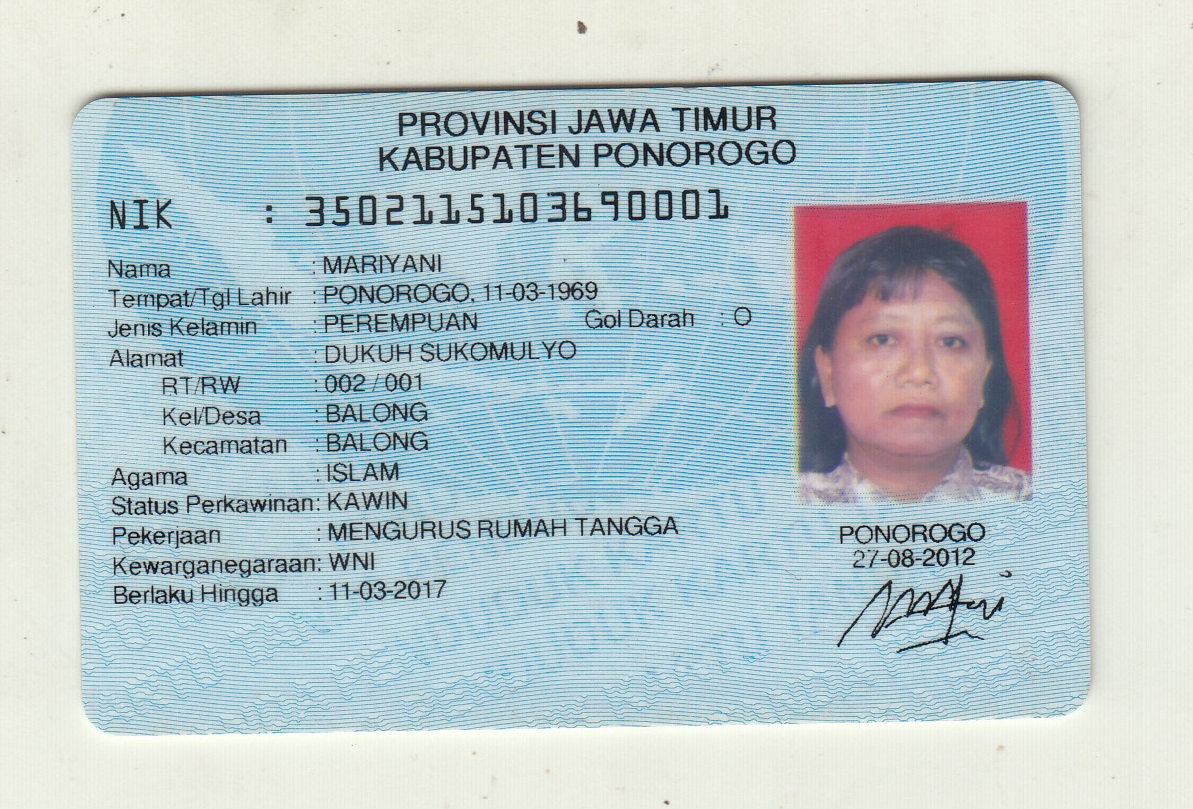 PROVINSI JAWA TIMUR
KABUPATEN PONOROGO
NIK : 3502115103690001
Nama : MARIYANI
Tempat/Tgl Lahir : PONOROGO, 11-03-1969
Jenis Kelamin : PEREMPUAN Gol Darah : O
Alamat : DUKUH SUKOMULYO
RT/RW : 002 / 001
Kel/Desa : BALONG
Kecamatan : BALONG
Agama : ISLAM
Status Perkawinan: KAWIN
Pekerjaan : MENGURUS RUMAH TANGGA
Kewarganegaraan: WNI
Berlaku Hingga : 11-03-2017
PONOROGO
27-08-2012